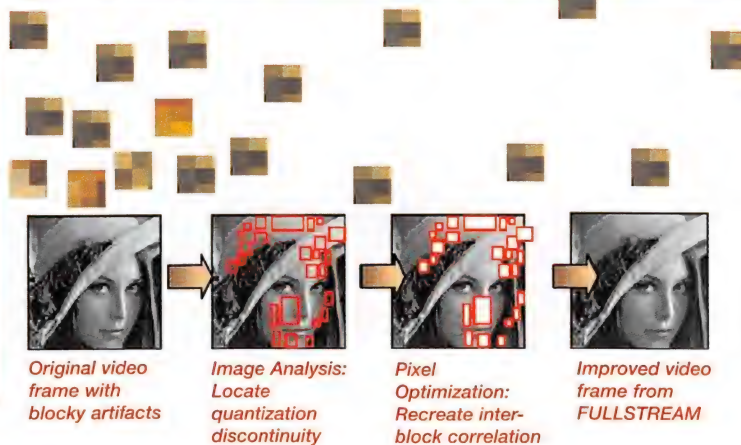 Original video
frame with
blocky artifacts
Image Analysis:
Locate
quantization
discontinuity
Pixel
Optimization:
Recreate inter-
block correlation
Improved video
frame from
FULLSTREAM